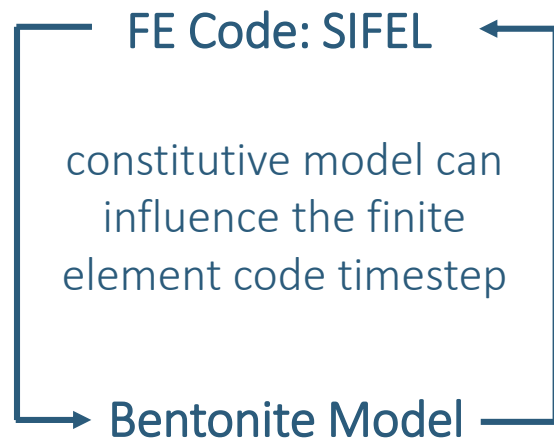 FE Code: SIFEL
constitutive model can
influence the finite
element code timestep
Bentonite Model